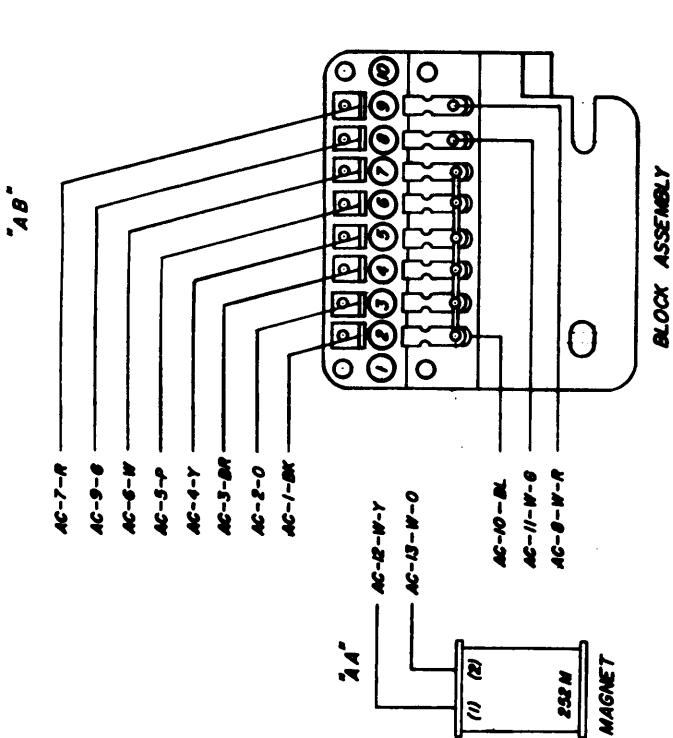 "AB"
AC-7-R
AC-9-G
AC-6-W
AC-5-P
AC-4-Y
AC-3-BR
AC-2-O
AC-1-BK
10
9
8
7
6
5
4
3
2
1
BLOCK ASSEMBLY
AC-10-BL
AC-11-W-G
AC-8-W-R
"AA"
AC-12-W-Y
AC-13-W-O
(1)
(2)
252M
MAGNET